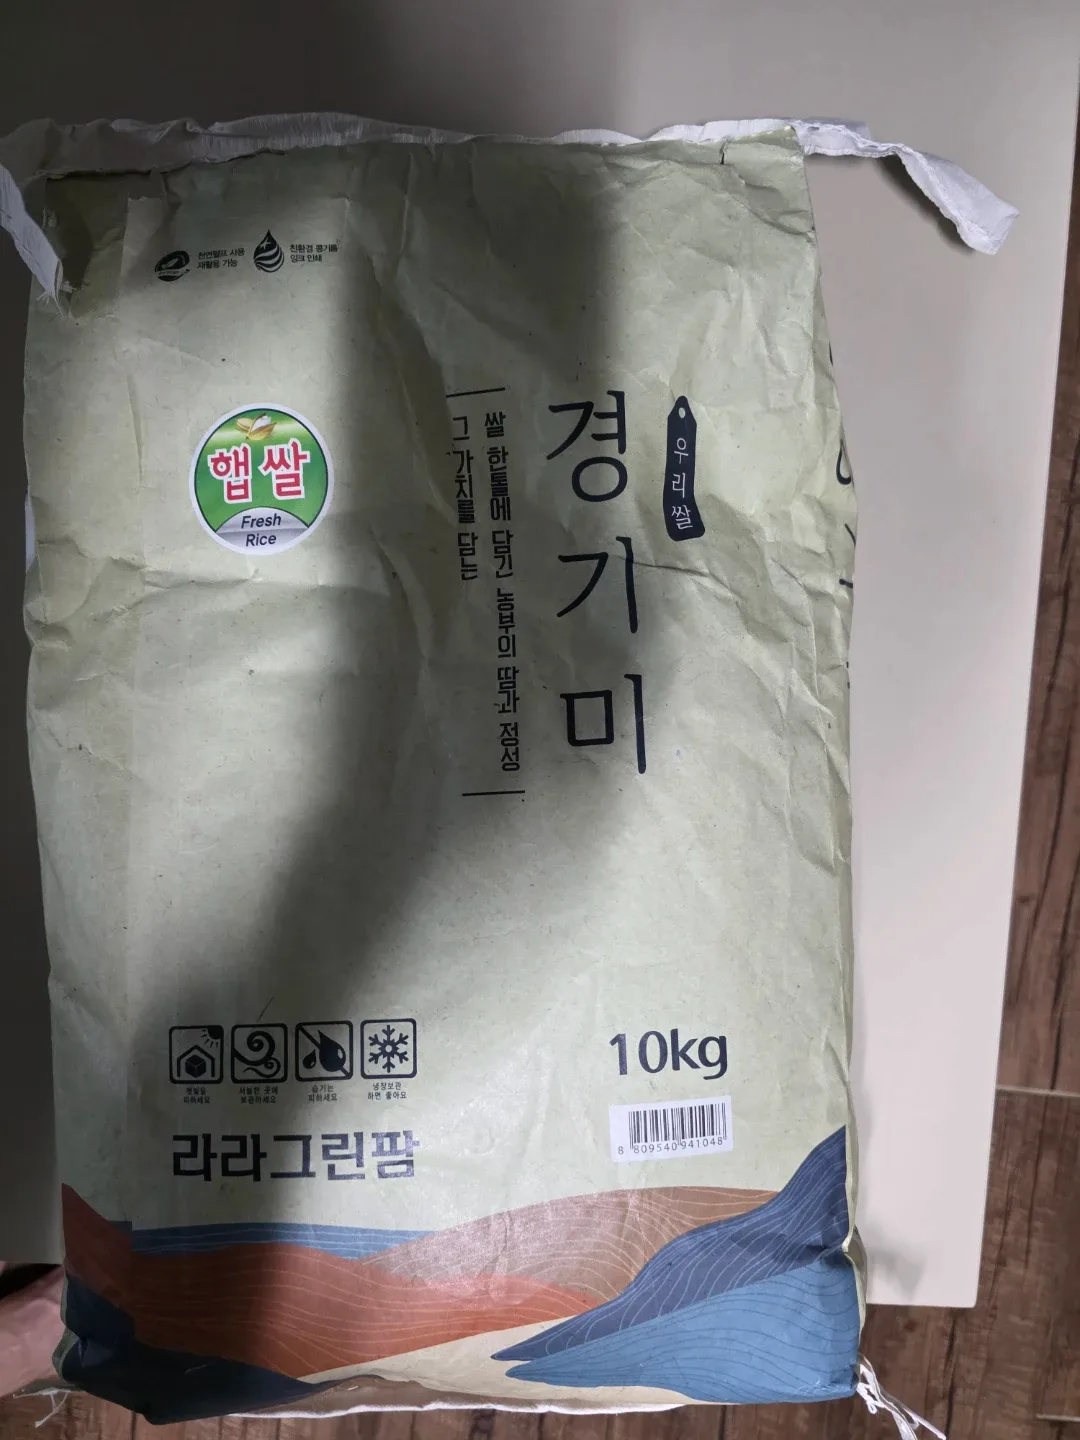 천연펄프 사용
재활용 가능
친환경 콩기름
잉크 인쇄
햅쌀
Fresh
Rice
우리쌀
경기미
쌀 한톨에 담긴 농부의 땀과 정성
그 가치를 담는
햇빛을
피하세요
서늘한 곳에
보관하세요
습기는
피하세요
냉장보관
하면 좋아요
10kg
8 809540 941048
라라그린팜